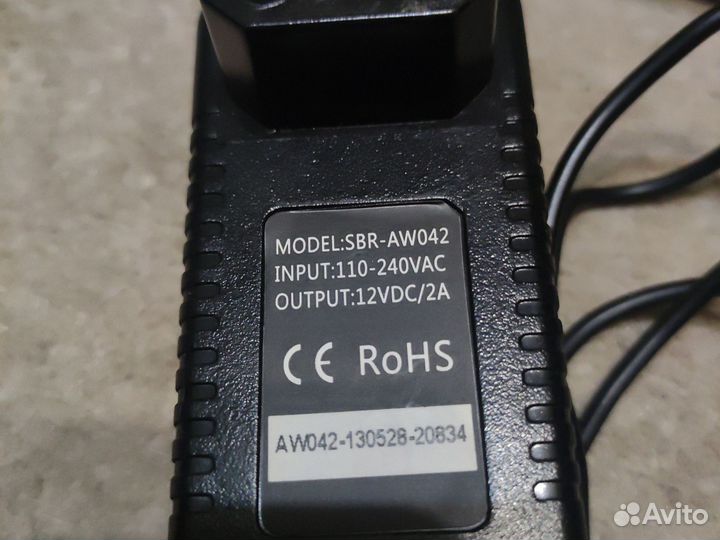 MODEL:SBR-AW042
INPUT:110-240VAC
OUTPUT:12VDC/2A
CE RoHS
AW042-130528-20834
Avito